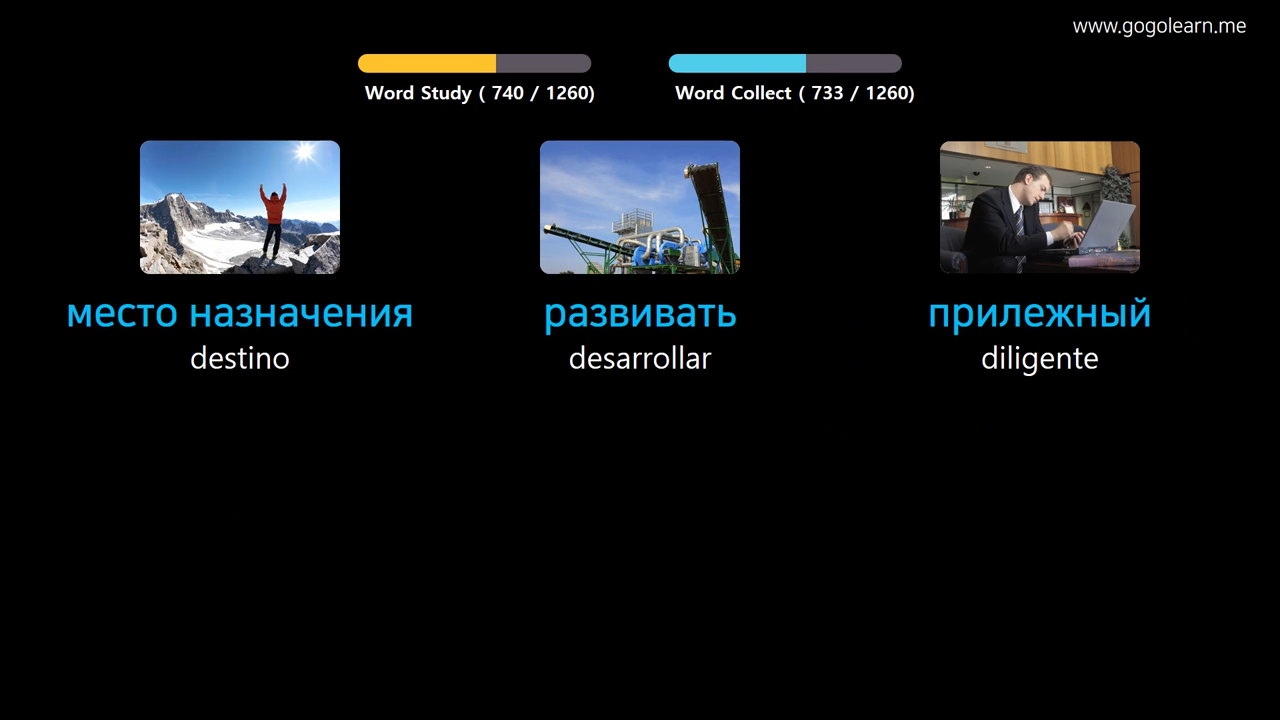 www.gogolearn.me
Word Study ( 740 / 1260)
Word Collect ( 733 / 1260)
место назначения
развивать
прилежный
destino
desarrollar
diligente